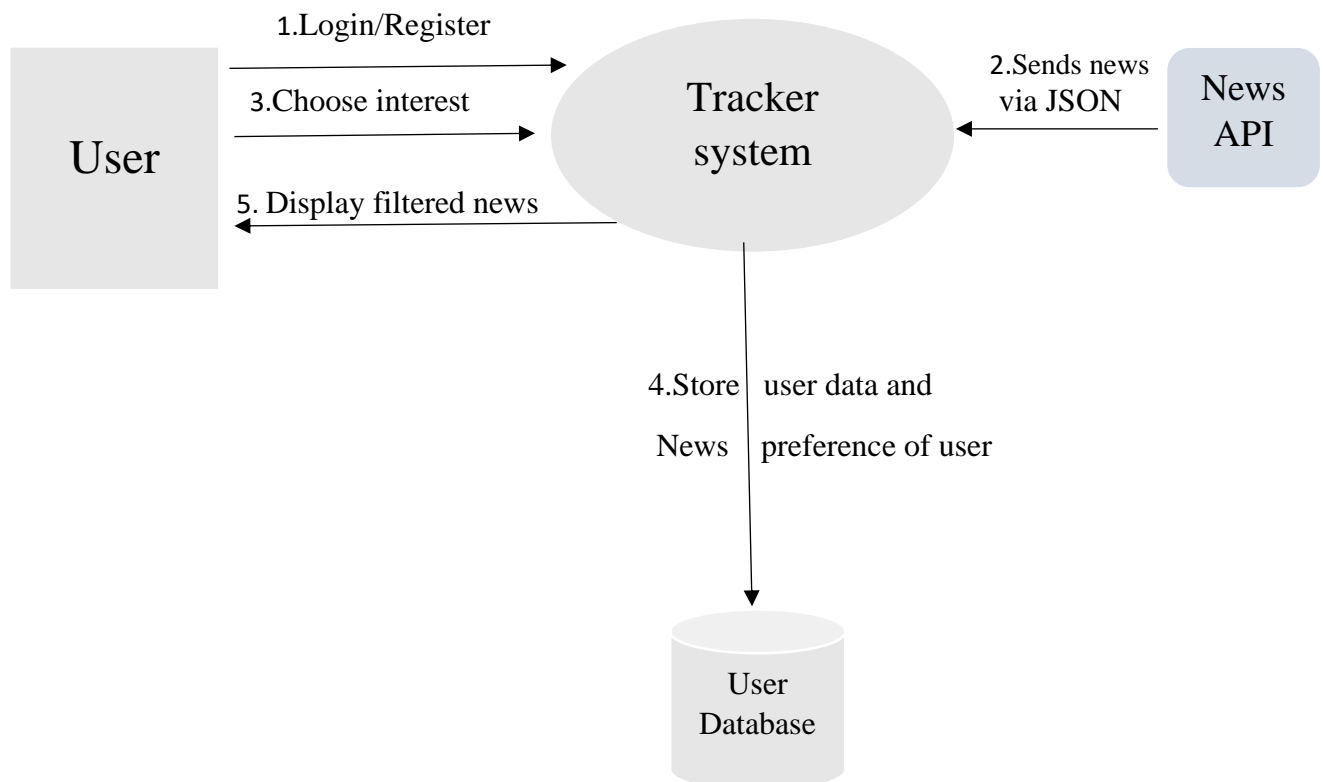 1.Login/Register
3.Choose interest
User
5. Display filtered news
Tracker
system
2.Sends news
via JSON
News
API
4.Store user data and
News preference of user
User
Database